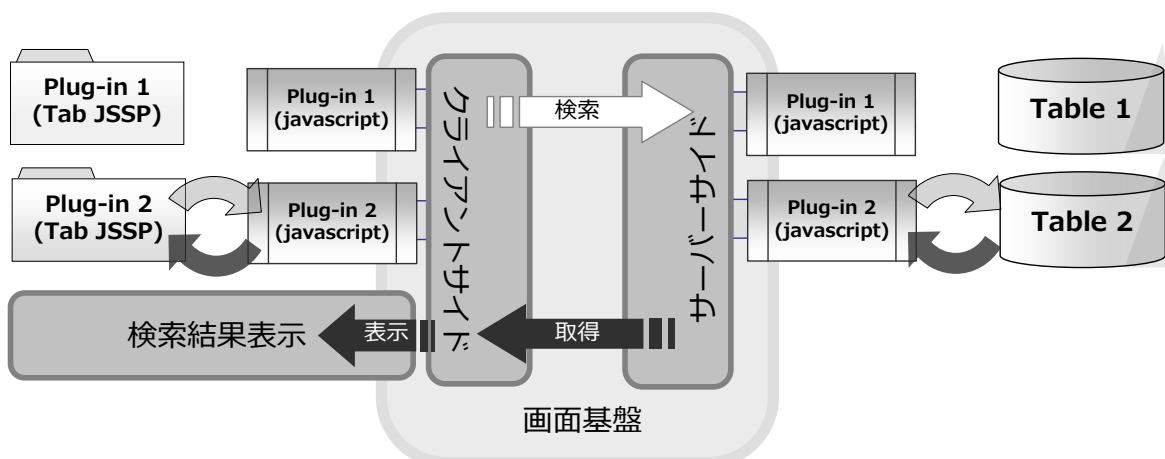 Plug-in 1
(Tab JSSP)
Plug-in 1
(javascript)
クライアントサイド
検索
サーバーサイド
Plug-in 1
(javascript)
Table 1
Plug-in 2
(Tab JSSP)
Plug-in 2
(javascript)
Plug-in 2
(javascript)
Table 2
検索結果表示
表示
取得
画面基盤